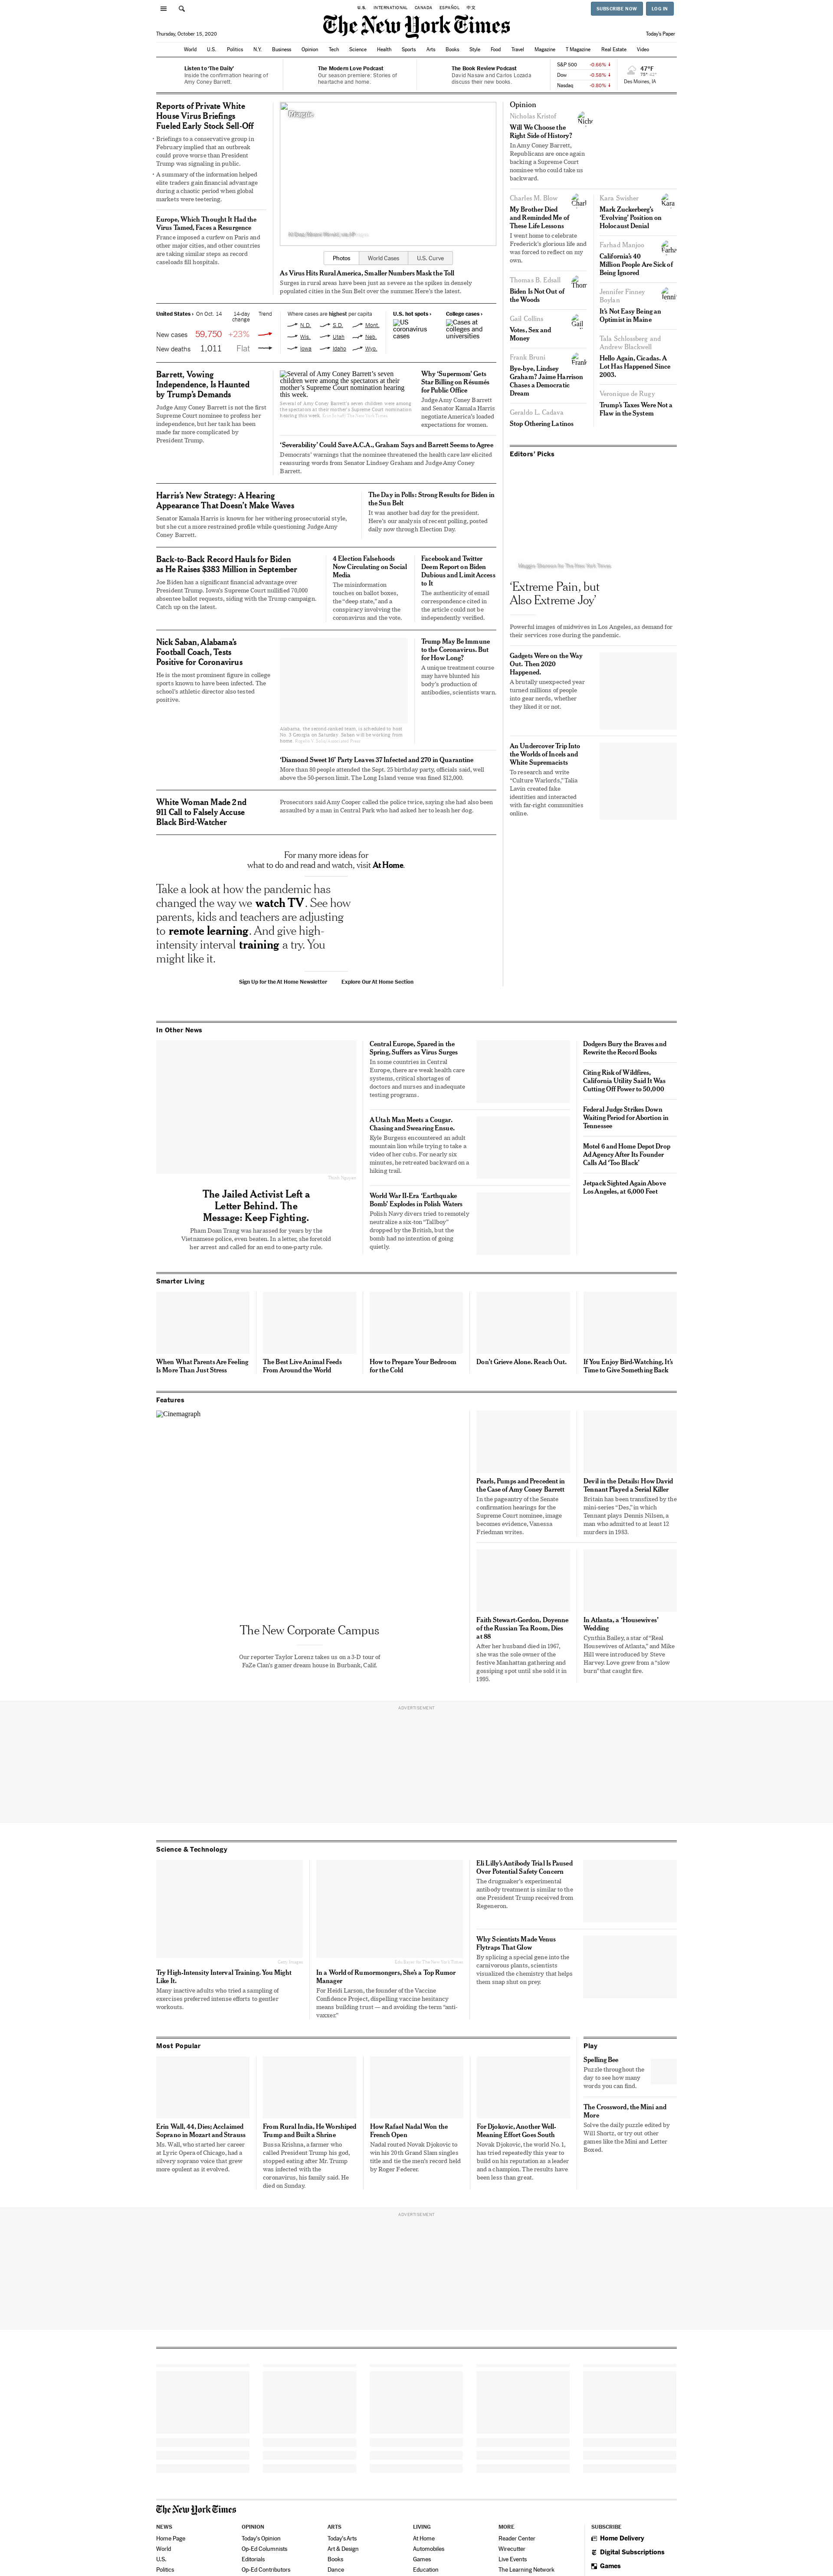 U.S. INTERNATIONAL CANADA ESPAÑOL 中文
SUBSCRIBE NOW LOG IN
The New York Times
Thursday, October 15, 2020
Today's Paper
World U.S. Politics N.Y. Business Opinion Tech Science Health Sports Arts Books Style Food Travel Magazine T Magazine Real Estate Video
Listen to 'The Daily'
Inside the confirmation hearing of
Amy Coney Barrett.
The Modern Love Podcast
Our season premiere: Stories of
heartache and home.
The Book Review Podcast
David Nasaw and Carlos Lozada
discuss their new books.
S&P 500 -0.66% ↓
Dow -0.58% ↓
Nasdaq -0.80% ↓
47°F
Des Moines, IA
Reports of Private White
House Virus Briefings
Fueled Early Stock Sell-Off
Briefings to a conservative group in
February implied that an outbreak
could prove worse than President
Trump was signaling in public.
A summary of the information helped
elite traders gain financial advantage
during a chaotic period when global
markets were teetering.
Europe, Which Thought It Had the
Virus Tamed, Faces a Resurgence
France imposed a curfew on Paris and
other major cities, and other countries
are taking similar steps as record
caseloads fill hospitals.
Photos World Cases U.S. Curve
As Virus Hits Rural America, Smaller Numbers Mask the Toll
Surges in rural areas have been just as severe as the spikes in densely
populated cities in the Sun Belt over the summer. Here's the latest.
United States › On Oct. 14 14-day
change Trend
New cases 59,750 +23%
New deaths 1,011 Flat
Where cases are highest per capita
N.D. S.D. Mont.
Wis. Utah Neb.
Iowa Idaho Wyo.
U.S. hot spots ›
US
coronavirus
cases
College cases ›
Cases at
colleges and
universities
Barrett, Vowing
Independence, Is Haunted
by Trump's Demands
Judge Amy Coney Barrett is not the first
Supreme Court nominee to vow her
independence, but her task has been
made far more complicated by
President Trump.
Several of Amy Coney Barrett's seven
children were among the spectators at their
mother's Supreme Court nomination hearing
this week.
Several of Amy Coney Barrett's seven children were among
the spectators at their mother's Supreme Court nomination
hearing this week.
Why 'Supermom' Gets
Star Billing on Résumés
for Public Office
Judge Amy Coney Barrett
and Senator Kamala Harris
negotiate America's loaded
expectations for women.
'Severability' Could Save A.C.A., Graham Says and Barrett Seems to Agree
Democrats' warnings that the nominee threatened the health care law elicited
reassuring words from Senator Lindsey Graham and Judge Amy Coney
Barrett.
Harris's New Strategy: A Hearing
Appearance That Doesn't Make Waves
Senator Kamala Harris is known for her withering prosecutorial style,
but she cut a more restrained profile while questioning Judge Amy
Coney Barrett.
The Day in Polls: Strong Results for Biden in
the Sun Belt
It was another bad day for the president.
Here's our analysis of recent polling, posted
daily now through Election Day.
Back-to-Back Record Hauls for Biden
as He Raises $383 Million in September
Joe Biden has a significant financial advantage over
President Trump. Iowa's Supreme Court nullified 70,000
absentee ballot requests, siding with the Trump campaign.
Catch up on the latest.
4 Election Falsehoods
Now Circulating on Social
Media
The misinformation
touches on ballot boxes,
the "deep state," and a
conspiracy involving the
coronavirus and the vote.
Facebook and Twitter
Deem Report on Biden
Dubious and Limit Access
to It
The authenticity of email
correspondence cited in
the article could not be
independently verified.
Nick Saban, Alabama's
Football Coach, Tests
Positive for Coronavirus
He is the most prominent figure in college
sports known to have been infected. The
school's athletic director also tested
positive.
Alabama, the second-ranked team, is scheduled to host
No. 3 Georgia on Saturday. Saban will be working from
home.
Trump May Be Immune
to the Coronavirus. But
for How Long?
A unique treatment course
may have blunted his
body's production of
antibodies, scientists warn.
'Diamond Sweet 16' Party Leaves 37 Infected and 270 in Quarantine
More than 80 people attended the Sept. 25 birthday party, officials said, well
above the 50-person limit. The Long Island venue was fined $12,000.
White Woman Made 2nd
911 Call to Falsely Accuse
Black Bird-Watcher
Prosecutors said Amy Cooper called the police twice, saying she had also been
assaulted by a man in Central Park who had asked her to leash her dog.
For many more ideas for
what to do and read and watch, visit At Home.
Take a look at how the pandemic has
changed the way we watch TV. See how
parents, kids and teachers are adjusting
to remote learning. And give high-
intensity interval training a try. You
might like it.
Sign Up for the At Home Newsletter Explore Our At Home Section
Opinion
Nicholas Kristof
Will We Choose the
Right Side of History?
In Amy Coney Barrett,
Republicans are once again
backing a Supreme Court
nominee who could take us
backward.
Charles M. Blow
My Brother Died
and Reminded Me of
These Life Lessons
I went home to celebrate
Frederick's glorious life and
was forced to reflect on my
own.
Thomas B. Edsall
Biden Is Not Out of
the Woods
Gail Collins
Votes, Sex and
Money
Frank Bruni
Bye-bye, Lindsey
Graham? Jaime Harrison
Chases a Democratic
Dream
Geraldo L. Cadava
Stop Othering Latinos
Kara Swisher
Mark Zuckerberg's
'Evolving' Position on
Holocaust Denial
Farhad Manjoo
California's 40
Million People Are Sick of
Being Ignored
Jennifer Finney
Boylan
It's Not Easy Being an
Optimist in Maine
Tala Schlossberg and
Andrew Blackwell
Hello Again, Cicadas. A
Lot Has Happened Since
2003.
Veronique de Rugy
Trump's Taxes Were Not a
Flaw in the System
Editors' Picks
Maggie Shannon for The New York Times
'Extreme Pain, but
Also Extreme Joy'
Powerful images of midwives in Los Angeles, as demand for
their services rose during the pandemic.
Gadgets Were on the Way
Out. Then 2020
Happened.
A brutally unexpected year
turned millions of people
into gear nerds, whether
they liked it or not.
An Undercover Trip Into
the Worlds of Incels and
White Supremacists
To research and write
"Culture Warlords," Talia
Lavin created fake
identities and interacted
with far-right communities
online.
In Other News
The Jailed Activist Left a
Letter Behind. The
Message: Keep Fighting.
Pham Doan Trang was harassed for years by the
Vietnamese police, even beaten. In a letter, she foretold
her arrest and called for an end to one-party rule.
Central Europe, Spared in the
Spring, Suffers as Virus Surges
In some countries in Central
Europe, there are weak health care
systems, critical shortages of
doctors and nurses and inadequate
testing programs.
A Utah Man Meets a Cougar.
Chasing and Swearing Ensue.
Kyle Burgess encountered an adult
mountain lion while trying to take a
video of her cubs. For nearly six
minutes, he retreated backward on a
hiking trail.
World War II-Era 'Earthquake
Bomb' Explodes in Polish Waters
Polish Navy divers tried to remotely
neutralize a six-ton "Tallboy"
dropped by the British, but the
bomb had no intention of going
quietly.
Dodgers Bury the Braves and
Rewrite the Record Books
Citing Risk of Wildfires,
California Utility Said It Was
Cutting Off Power to 50,000
Federal Judge Strikes Down
Waiting Period for Abortion in
Tennessee
Motel 6 and Home Depot Drop
Ad Agency After Its Founder
Calls Ad 'Too Black'
Jetpack Sighted Again Above
Los Angeles, at 6,000 Feet
Smarter Living
When What Parents Are Feeling
Is More Than Just Stress
The Best Live Animal Feeds
From Around the World
How to Prepare Your Bedroom
for the Cold
Don't Grieve Alone. Reach Out.
If You Enjoy Bird-Watching, It's
Time to Give Something Back
Features
Cinemagraph
The New Corporate Campus
Our reporter Taylor Lorenz takes us on a 3-D tour of
FaZe Clan's gamer dream house in Burbank, Calif.
Pearls, Pumps and Precedent in
the Case of Amy Coney Barrett
In the pageantry of the Senate
confirmation hearings for the
Supreme Court nominee, image
becomes evidence, Vanessa
Friedman writes.
Devil in the Details: How David
Tennant Played a Serial Killer
Britain has been transfixed by the
mini-series "Des," in which
Tennant plays Dennis Nilsen, a
man who admitted to at least 12
murders in 1983.
Faith Stewart-Gordon, Doyenne
of the Russian Tea Room, Dies
at 88
After her husband died in 1967,
she was the sole owner of the
festive Manhattan gathering and
gossiping spot until she sold it in
1995.
In Atlanta, a 'Housewives'
Wedding
Cynthia Bailey, a star of "Real
Housewives of Atlanta," and Mike
Hill were introduced by Steve
Harvey. Love grew from a "slow
burn" that caught fire.
ADVERTISEMENT
Science & Technology
Getty Images
Try High-Intensity Interval Training. You Might
Like It.
Many inactive adults who tried a sampling of
exercises preferred intense efforts to gentler
workouts.
In a World of Rumormongers, She's a Top Rumor
Manager
For Heidi Larson, the founder of the Vaccine
Confidence Project, dispelling vaccine hesitancy
means building trust — and avoiding the term "anti-
vaxxer."
Eli Lilly's Antibody Trial Is Paused
Over Potential Safety Concern
The drugmaker's experimental
antibody treatment is similar to the
one President Trump received from
Regeneron.
Why Scientists Made Venus
Flytraps That Glow
By splicing a special gene into the
carnivorous plants, scientists
visualized the chemistry that helps
them snap shut on prey.
Most Popular
Erin Wall, 44, Dies; Acclaimed
Soprano in Mozart and Strauss
Ms. Wall, who started her career
at Lyric Opera of Chicago, had a
silvery soprano voice that grew
more opulent as it evolved.
From Rural India, He Worshiped
Trump and Built a Shrine
Bussa Krishna, a farmer who
called President Trump his god,
stopped eating after Mr. Trump
was infected with the
coronavirus, his family said. He
died on Sunday.
How Rafael Nadal Won the
French Open
Nadal routed Novak Djokovic to
win his 20th Grand Slam singles
title and tie the men's record held
by Roger Federer.
For Djokovic, Another Well-
Meaning Effort Goes South
Novak Djokovic, the world No. 1,
has tried repeatedly this year to
build on his reputation as a leader
and a champion. The results have
been less than great.
Play
Spelling Bee
Puzzle throughout the
day to see how many
words you can find.
The Crossword, the Mini and
More
Solve the daily puzzle edited by
Will Shortz, or try out other
games like the Mini and Letter
Boxed.
ADVERTISEMENT
The New York Times
NEWS OPINION ARTS LIVING MORE SUBSCRIBE
Home Page Today's Opinion Today's Arts At Home Reader Center Home Delivery
World Op-Ed Columnists Art & Design Automobiles Wirecutter Digital Subscriptions
U.S. Editorials Books Games Live Events Games
Politics Op-Ed Contributors Dance Education The Learning Network